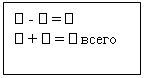 □ - □ = □
□ + □ = □ всего